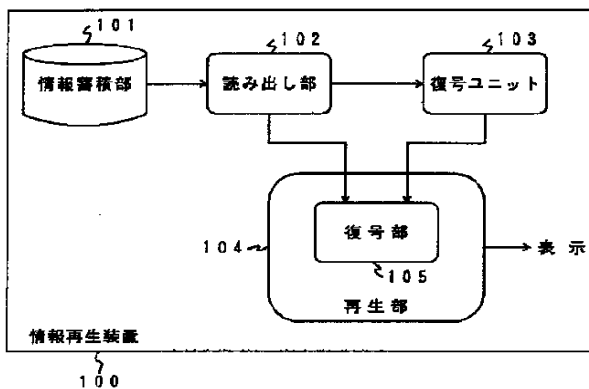 101
102
103
情報審積部
読み出し部
復号ユニット
復号部
104
105
表示
再生部
情報再生装置
100